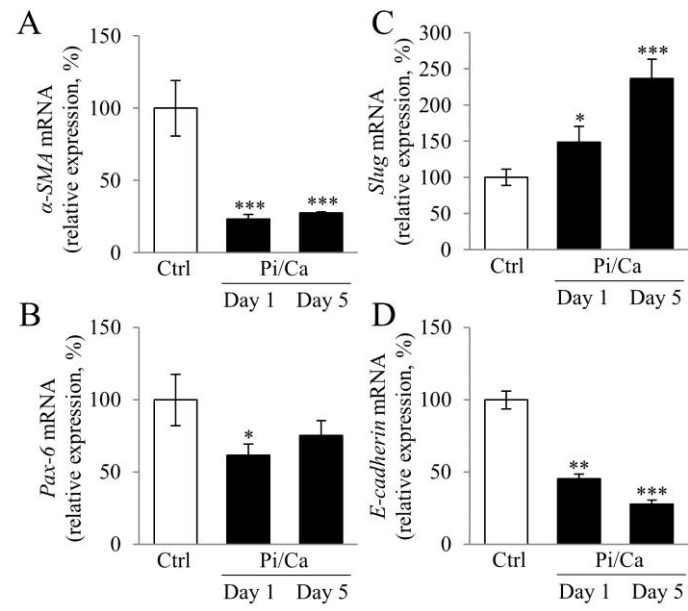 A
α-SMA mRNA
(relative expression, %)
150
100
50
0
***
***
Ctrl
Pi/Ca
Day 1
Day 5
C
Slug mRNA
(relative expression, %)
300
250
200
150
100
50
0
*
***
Ctrl
Pi/Ca
Day 1
Day 5
B
Pax-6 mRNA
(relative expression, %)
150
100
50
0
*
Ctrl
Pi/Ca
Day 1
Day 5
D
E-cadherin mRNA
(relative expression, %)
150
100
50
0
**
***
Ctrl
Pi/Ca
Day 1
Day 5